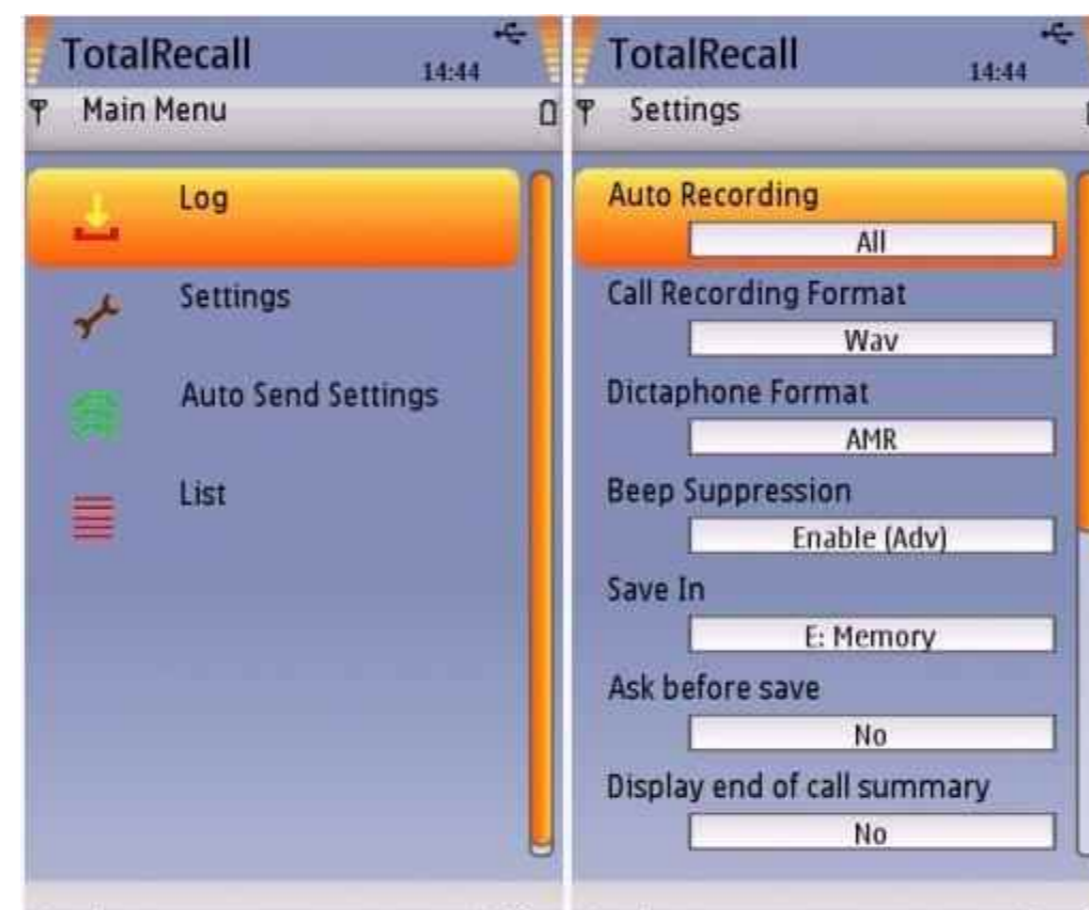 TotalRecall
14:44
Main Menu
Log
Settings
Auto Send Settings
List
TotalRecall
14:44
Settings
Auto Recording
All
Call Recording Format
Wav
Dictaphone Format
AMR
Beep Suppression
Enable (Adv)
Save In
E: Memory
Ask before save
No
Display end of call summary
No